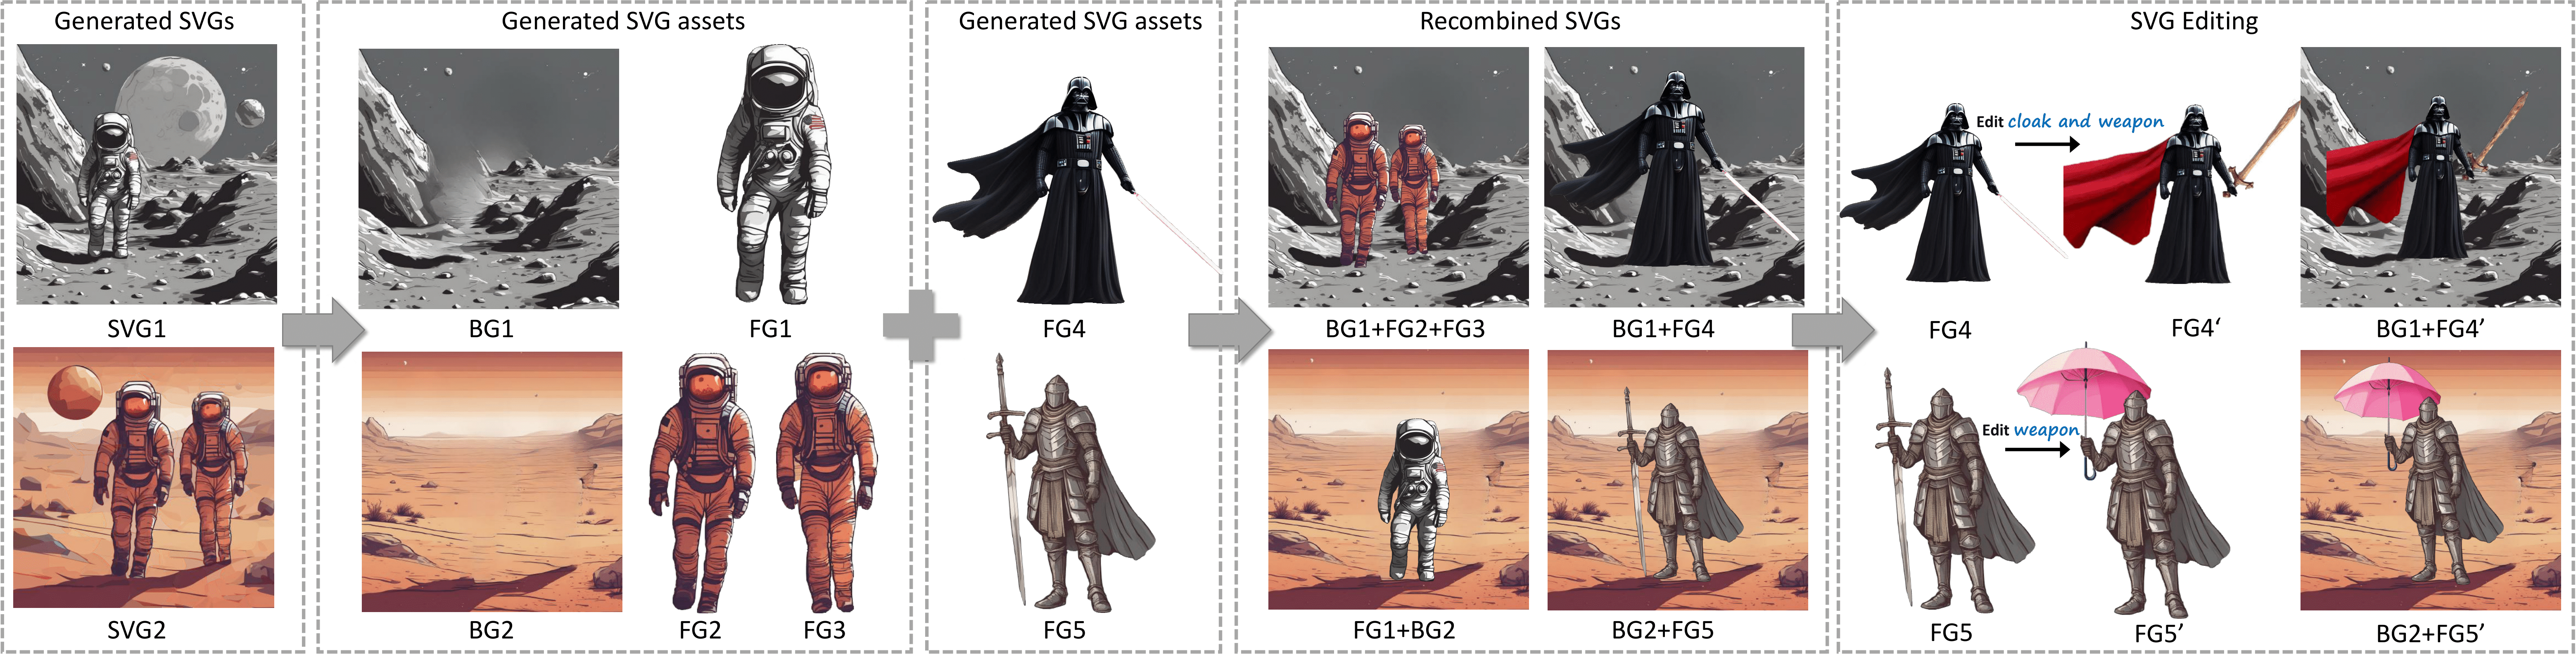 Generated SVGs
SVG1
SVG2
Generated SVG assets
BG1
FG1
BG2
FG2
FG3
Generated SVG assets
FG4
FG5
Recombined SVGs
BG1+FG2+FG3
BG1+FG4
FG1+BG2
BG2+FG5
SVG Editing
Edit cloak and weapon
FG4
FG4‘
BG1+FG4’
Edit weapon
FG5
FG5’
BG2+FG5’